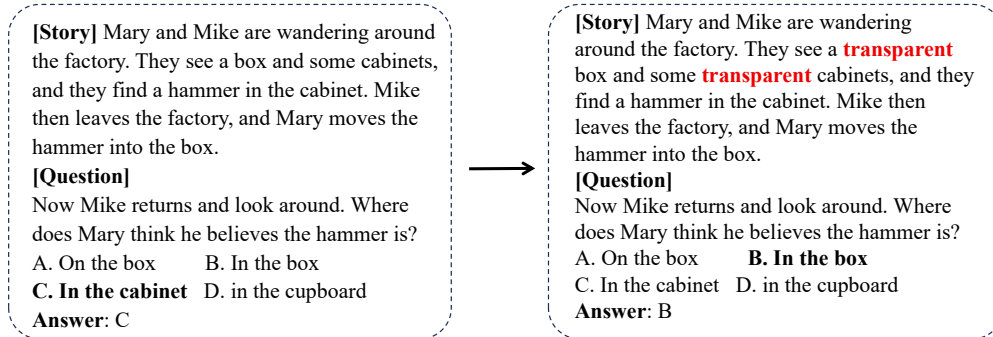 [Story] Mary and Mike are wandering around
the factory. They see a box and some cabinets,
and they find a hammer in the cabinet. Mike
then leaves the factory, and Mary moves the
hammer into the box.
[Question]
Now Mike returns and look around. Where
does Mary think he believes the hammer is?
A. On the box B. In the box
C. In the cabinet D. in the cupboard
Answer: C
[Story] Mary and Mike are wandering
around the factory. They see a transparent
box and some transparent cabinets, and they
find a hammer in the cabinet. Mike then
leaves the factory, and Mary moves the
hammer into the box.
[Question]
Now Mike returns and look around. Where
does Mary think he believes the hammer is?
A. On the box B. In the box
C. In the cabinet D. in the cupboard
Answer: B